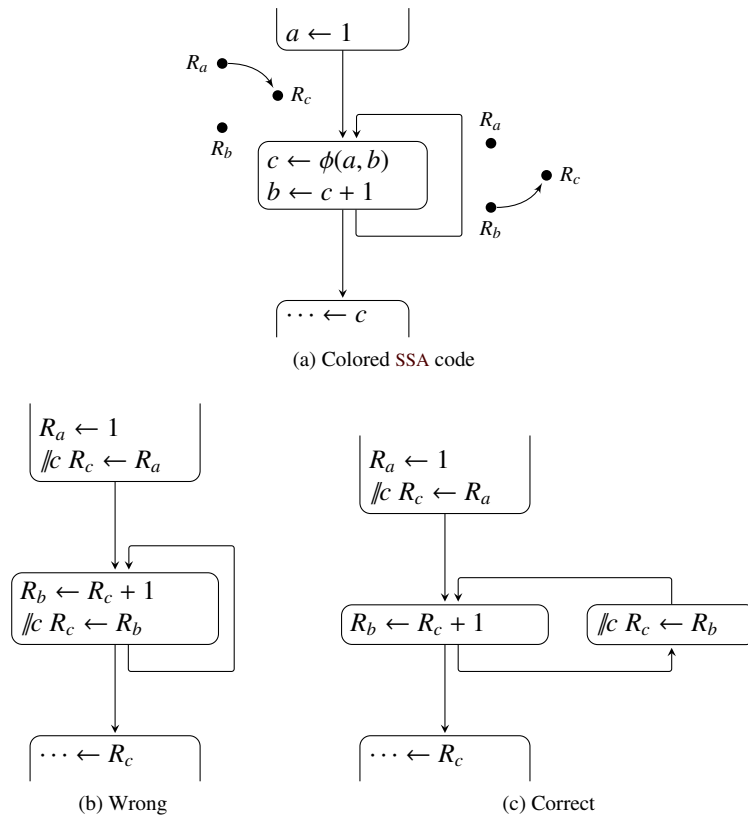 a ← 1
R_a
R_c
R_b
c ← ϕ(a, b)
b ← c + 1
R_a
R_c
R_b
⋯ ← c
(a) Colored SSA code
R_a ← 1
//c R_c ← R_a
R_b ← R_c + 1
//c R_c ← R_b
⋯ ← R_c
(b) Wrong
R_a ← 1
//c R_c ← R_a
R_b ← R_c + 1
//c R_c ← R_b
⋯ ← R_c
(c) Correct